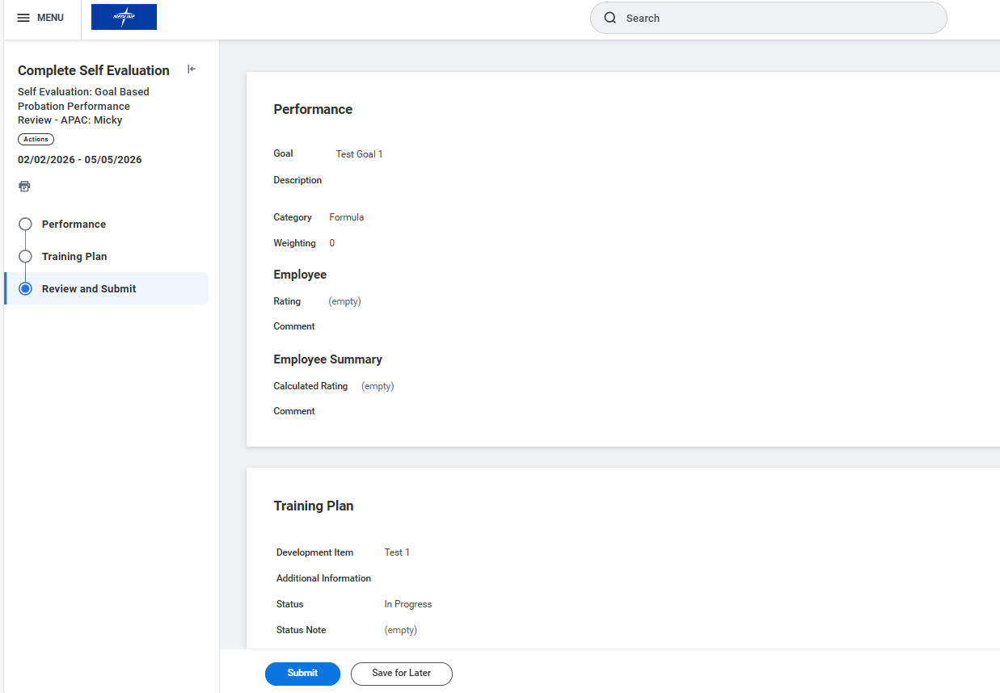 MENU
MEDLINE
Search
Complete Self Evaluation
Self Evaluation: Goal Based
Probation Performance
Review - APAC: Micky
Actions
02/02/2026 - 05/05/2026
Performance
Training Plan
Review and Submit
Performance
Goal Test Goal 1
Description
Category Formula
Weighting 0
Employee
Rating (empty)
Comment
Employee Summary
Calculated Rating (empty)
Comment
Training Plan
Development Item Test 1
Additional Information
Status In Progress
Status Note (empty)
Submit
Save for Later